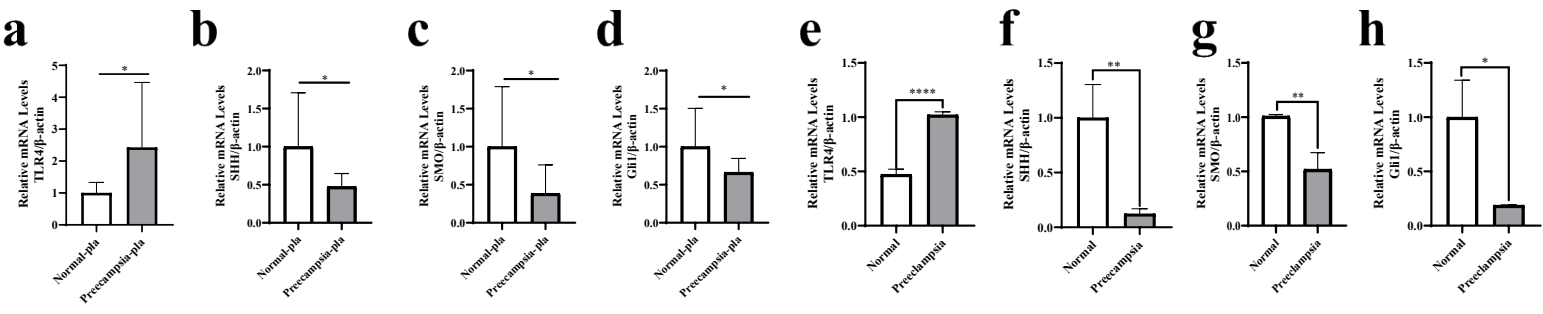 a
Relative mRNA Levels
TLR4/β-actin
5
4
3
2
1
0
*
Normal-pla
Preecampsia-pla
b
Relative mRNA Levels
SHH/β-actin
2.0
1.5
1.0
0.5
0.0
*
Normal-pla
Preecampsia-pla
c
Relative mRNA Levels
SMO/β-actin
2.0
1.5
1.0
0.5
0.0
*
Normal-pla
Preecampsia-pla
d
Relative mRNA Levels
Gli1/β-actin
2.0
1.5
1.0
0.5
0.0
*
Normal-pla
Preecampsia-pla
e
Relative mRNA Levels
TLR4/β-actin
1.5
1.0
0.5
0.0
****
Normal
Preeclampsia
f
Relative mRNA Levels
SHH/β-actin
1.5
1.0
0.5
0.0
**
Normal
Preeclampsia
g
Relative mRNA Levels
SMO/β-actin
1.5
1.0
0.5
0.0
**
Normal
Preeclampsia
h
Relative mRNA Levels
Gli1/β-actin
1.5
1.0
0.5
0.0
*
Normal
Preeclampsia